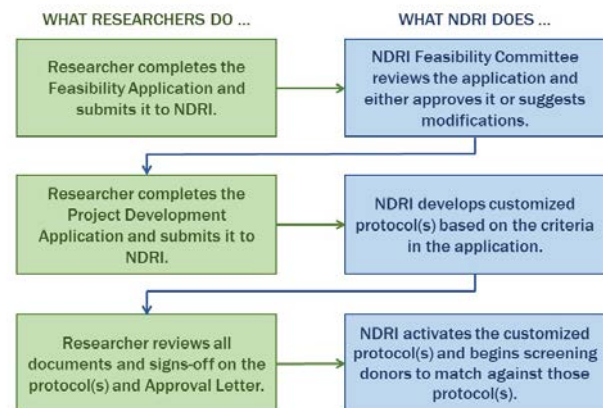 WHAT RESEARCHERS DO ...
WHAT NDRI DOES ...
Researcher completes the
Feasibility Application and
submits it to NDRI.
NDRI Feasibility Committee
reviews the application and
either approves it or suggests
modifications.
Researcher completes the
Project Development
Application and submits it to
NDRI.
NDRI develops customized
protocol(s) based on the criteria
in the application.
Researcher reviews all
documents and signs-off on the
protocol(s) and Approval Letter.
NDRI activates the customized
protocol(s) and begins screening
donors to match against those
protocol(s).